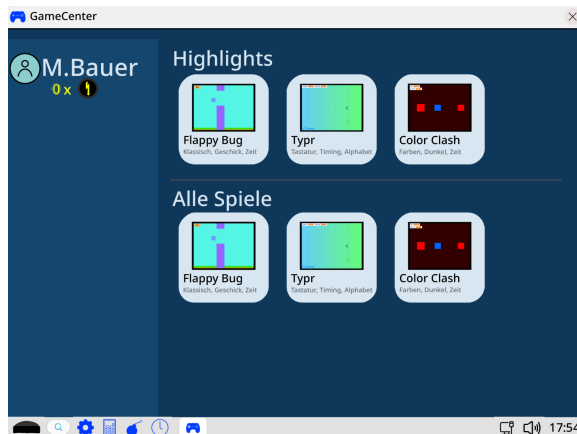 GameCenter
M.Bauer
0 x
Highlights
Flappy Bug
Klassisch, Geschick, Zeit
Typr
Tastatur, Timing, Alphabet
Color Clash
Farben, Dunkel, Zeit
Alle Spiele
Flappy Bug
Klassisch, Geschick, Zeit
Typr
Tastatur, Timing, Alphabet
Color Clash
Farben, Dunkel, Zeit
17:54